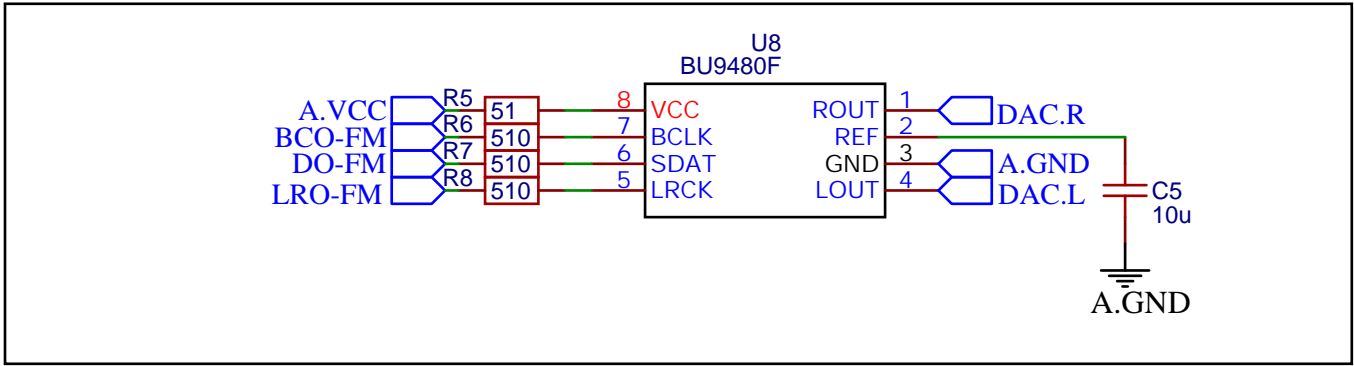 U8
BU9480F
A.VCC R5 51 8 VCC ROUT 1 DAC.R
BCO-FM R6 510 7 BCLK REF 2
DO-FM R7 510 6 SDAT GND 3 A.GND
LRO-FM R8 510 5 LRCK LOUT 4 DAC.L
C5
10u
A.GND